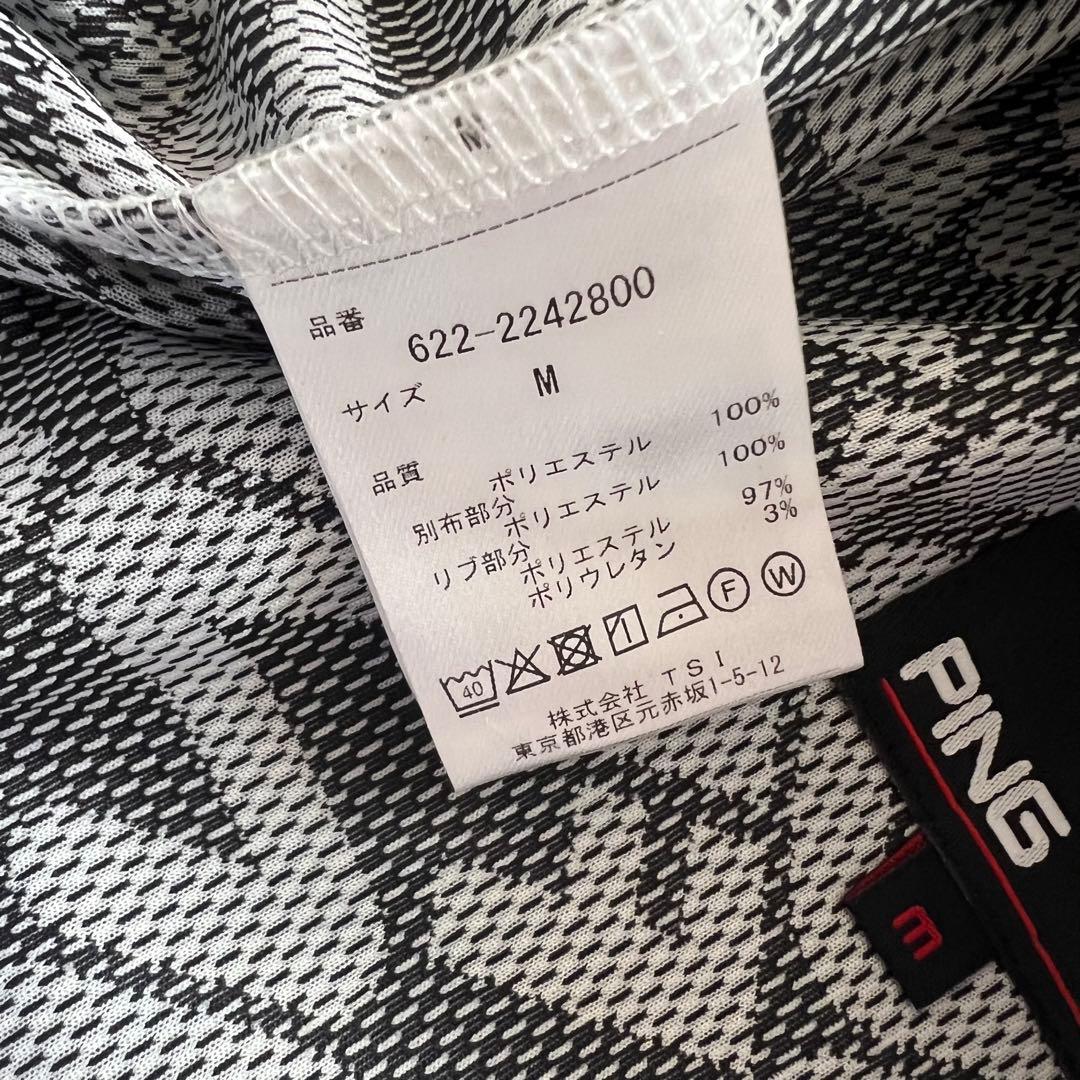 M
品番 622-2242800
サイズ M
品質 ポリエステル 100%
別布部分
ポリエステル 100%
リブ部分
ポリエステル 97%
ポリウレタン 3%
40 F W
株式会社 TSI
東京都港区元赤坂1-5-12
PING
M